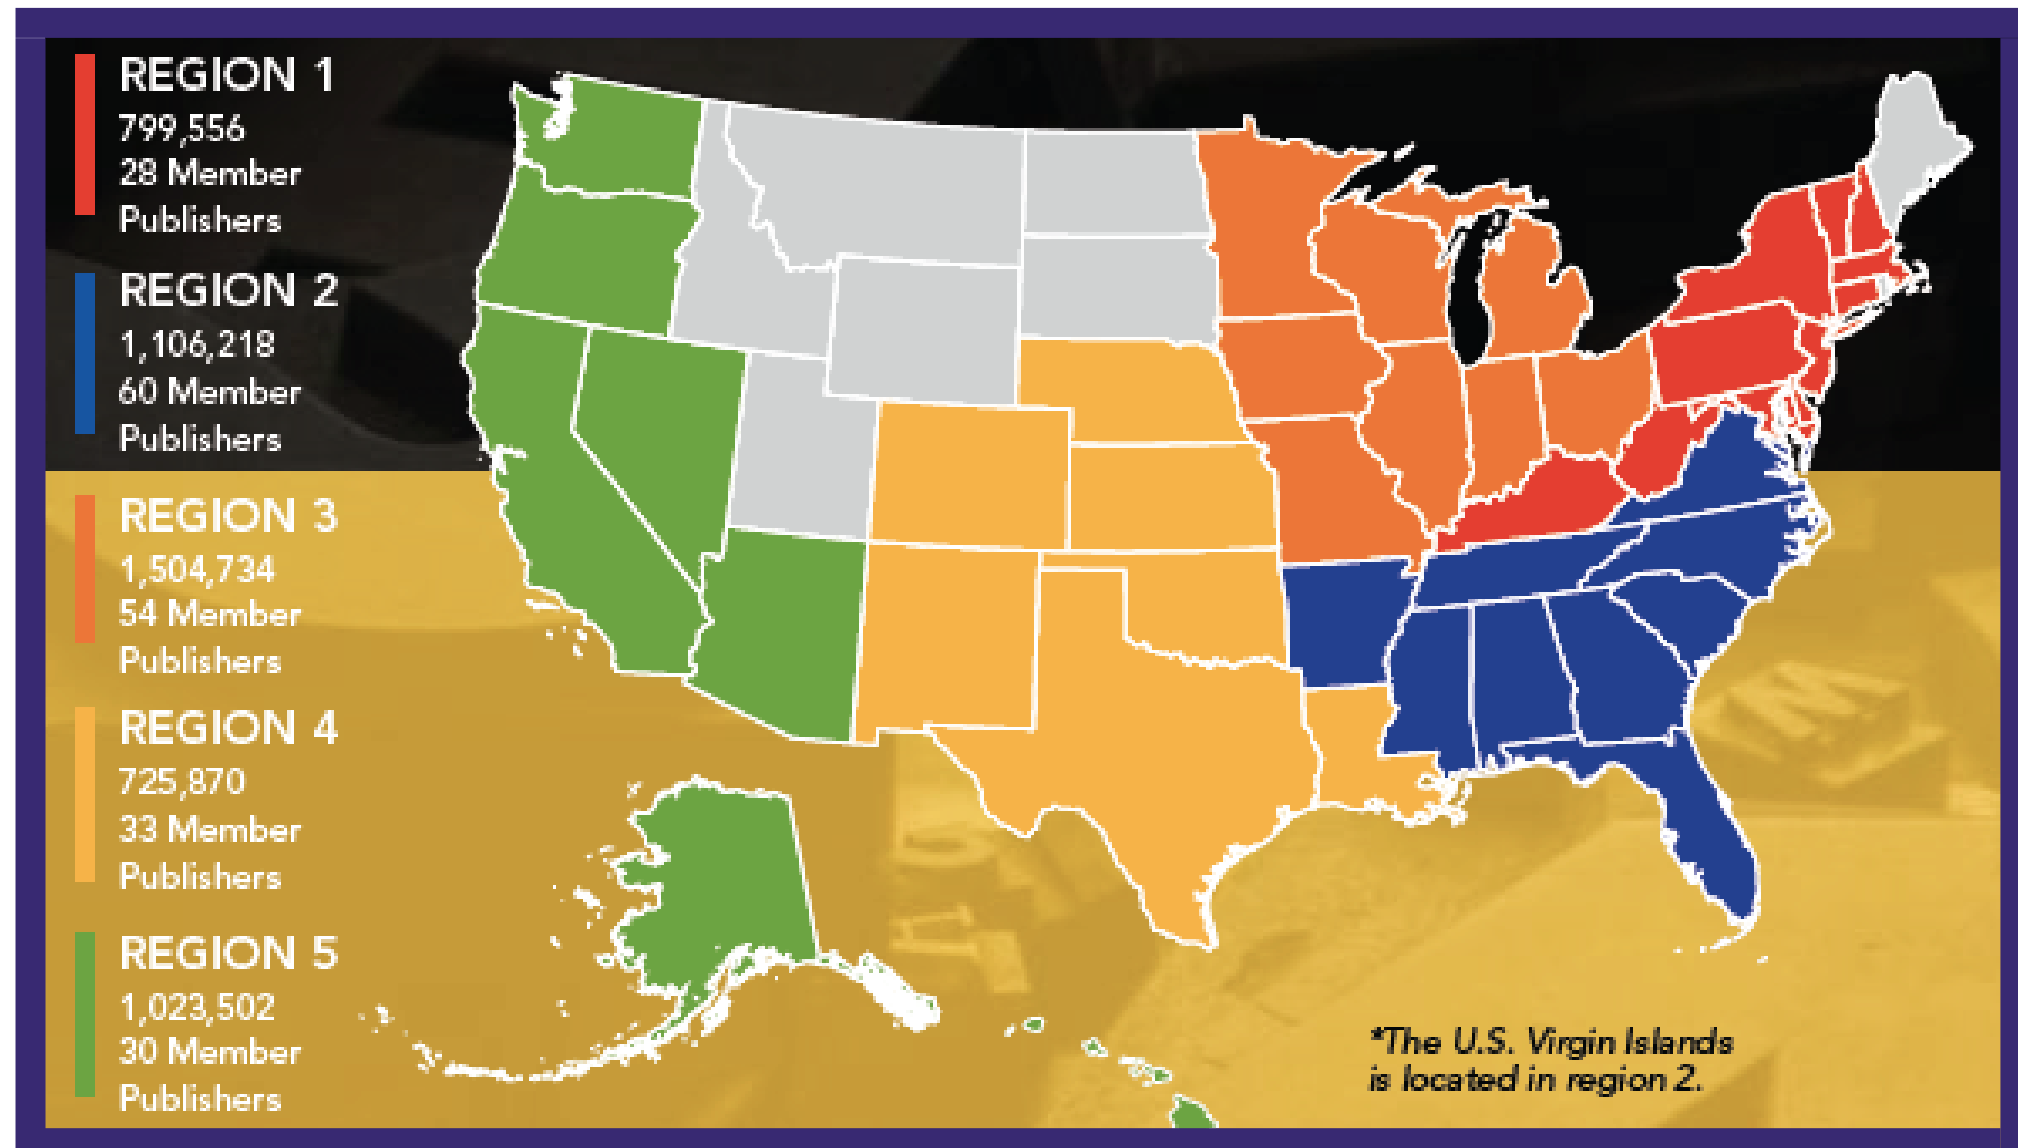 REGION 1
799,556
28 Member
Publishers
REGION 2
1,106,218
60 Member
Publishers
REGION 3
1,504,734
54 Member
Publishers
REGION 4
725,870
33 Member
Publishers
REGION 5
1,023,502
30 Member
Publishers
*The U.S. Virgin Islands
is located in region 2.